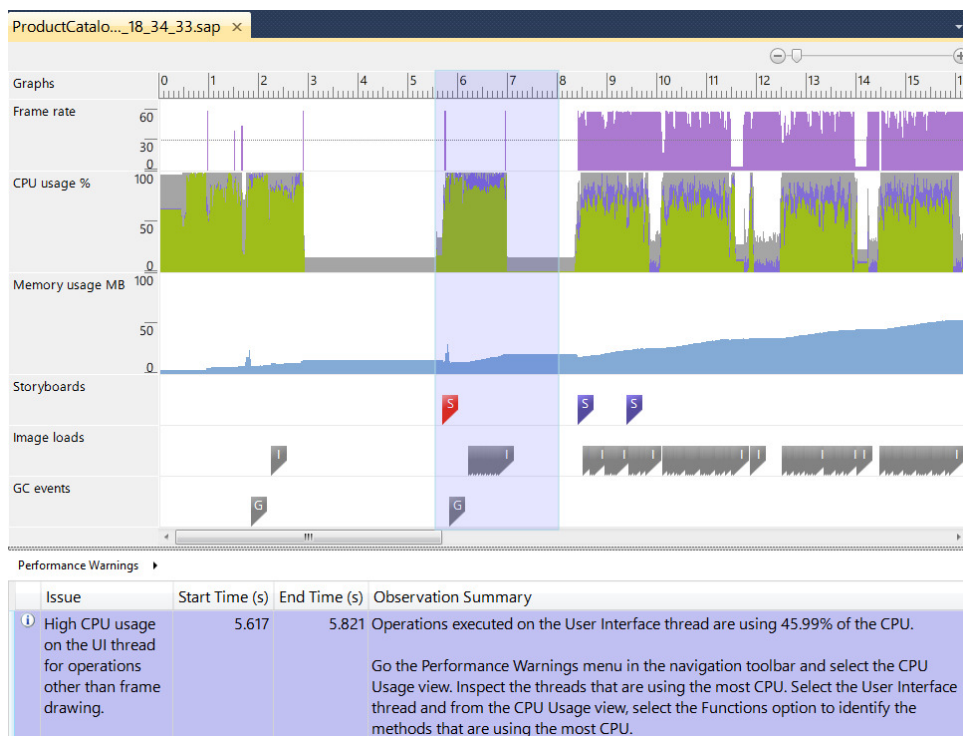 ProductCatalo..._18_34_33.sap ×
Graphs 0 1 2 3 4 5 6 7 8 9 10 11 12 13 14 15 1
Frame rate 60
30
0
CPU usage % 100
50
0
Memory usage MB 100
50
0
Storyboards
S S S
Image loads
I I I I I I I I I I I I
GC events
G G
Performance Warnings
Issue Start Time (s) End Time (s) Observation Summary
High CPU usage 5.617 5.821 Operations executed on the User Interface thread are using 45.99% of the CPU.
on the UI thread
for operations Go the Performance Warnings menu in the navigation toolbar and select the CPU
other than frame Usage view. Inspect the threads that are using the most CPU. Select the User Interface
drawing. thread and from the CPU Usage view, select the Functions option to identify the
methods that are using the most CPU.